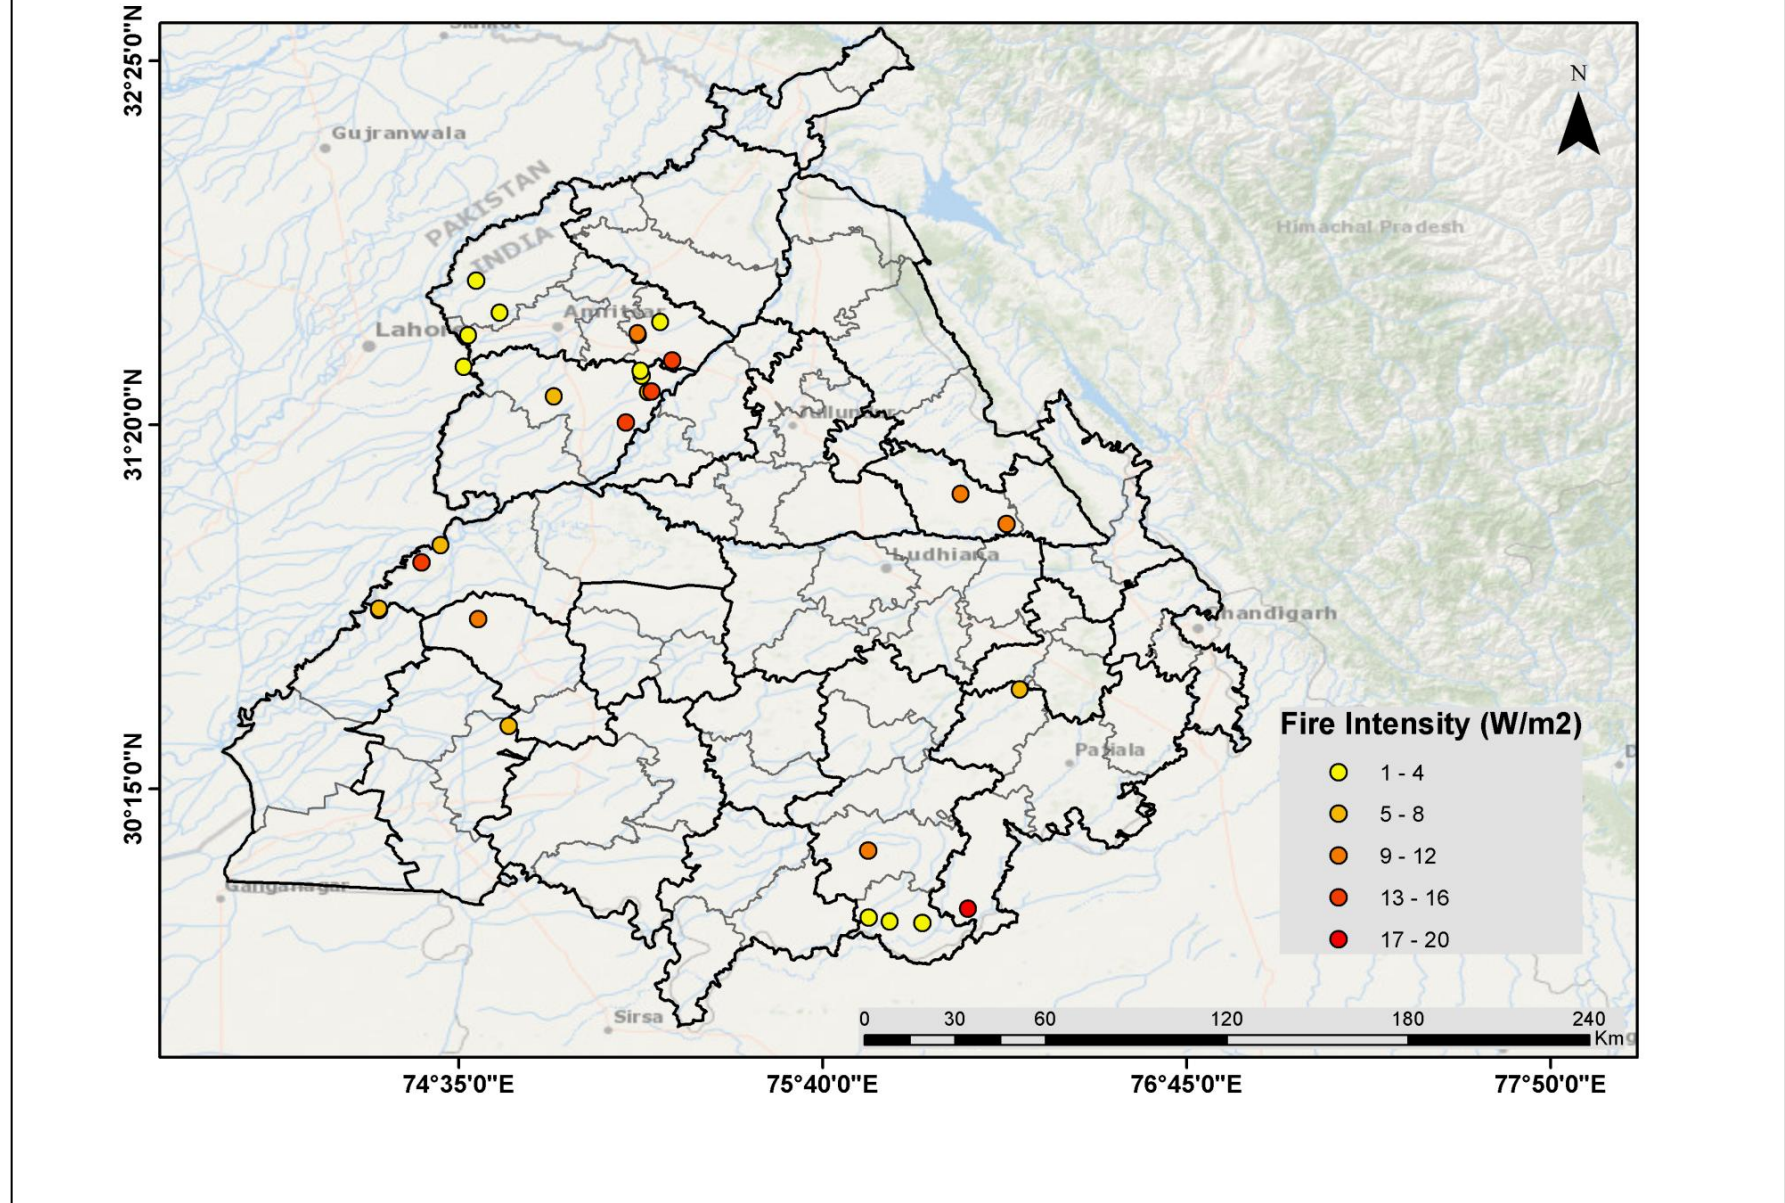 32°25'0"N
31°20'0"N
30°15'0"N
N
Gujranwala
PAKISTAN
INDIA
Himachal Pradesh
Amritsar
Lahore
Jullundur
Ludhiana
Chandigarh
Patiala
Ganganagar
Sirsa
Fire Intensity (W/m2)
1 - 4
5 - 8
9 - 12
13 - 16
17 - 20
0 30 60 120 180 240
Km
74°35'0"E 75°40'0"E 76°45'0"E 77°50'0"E